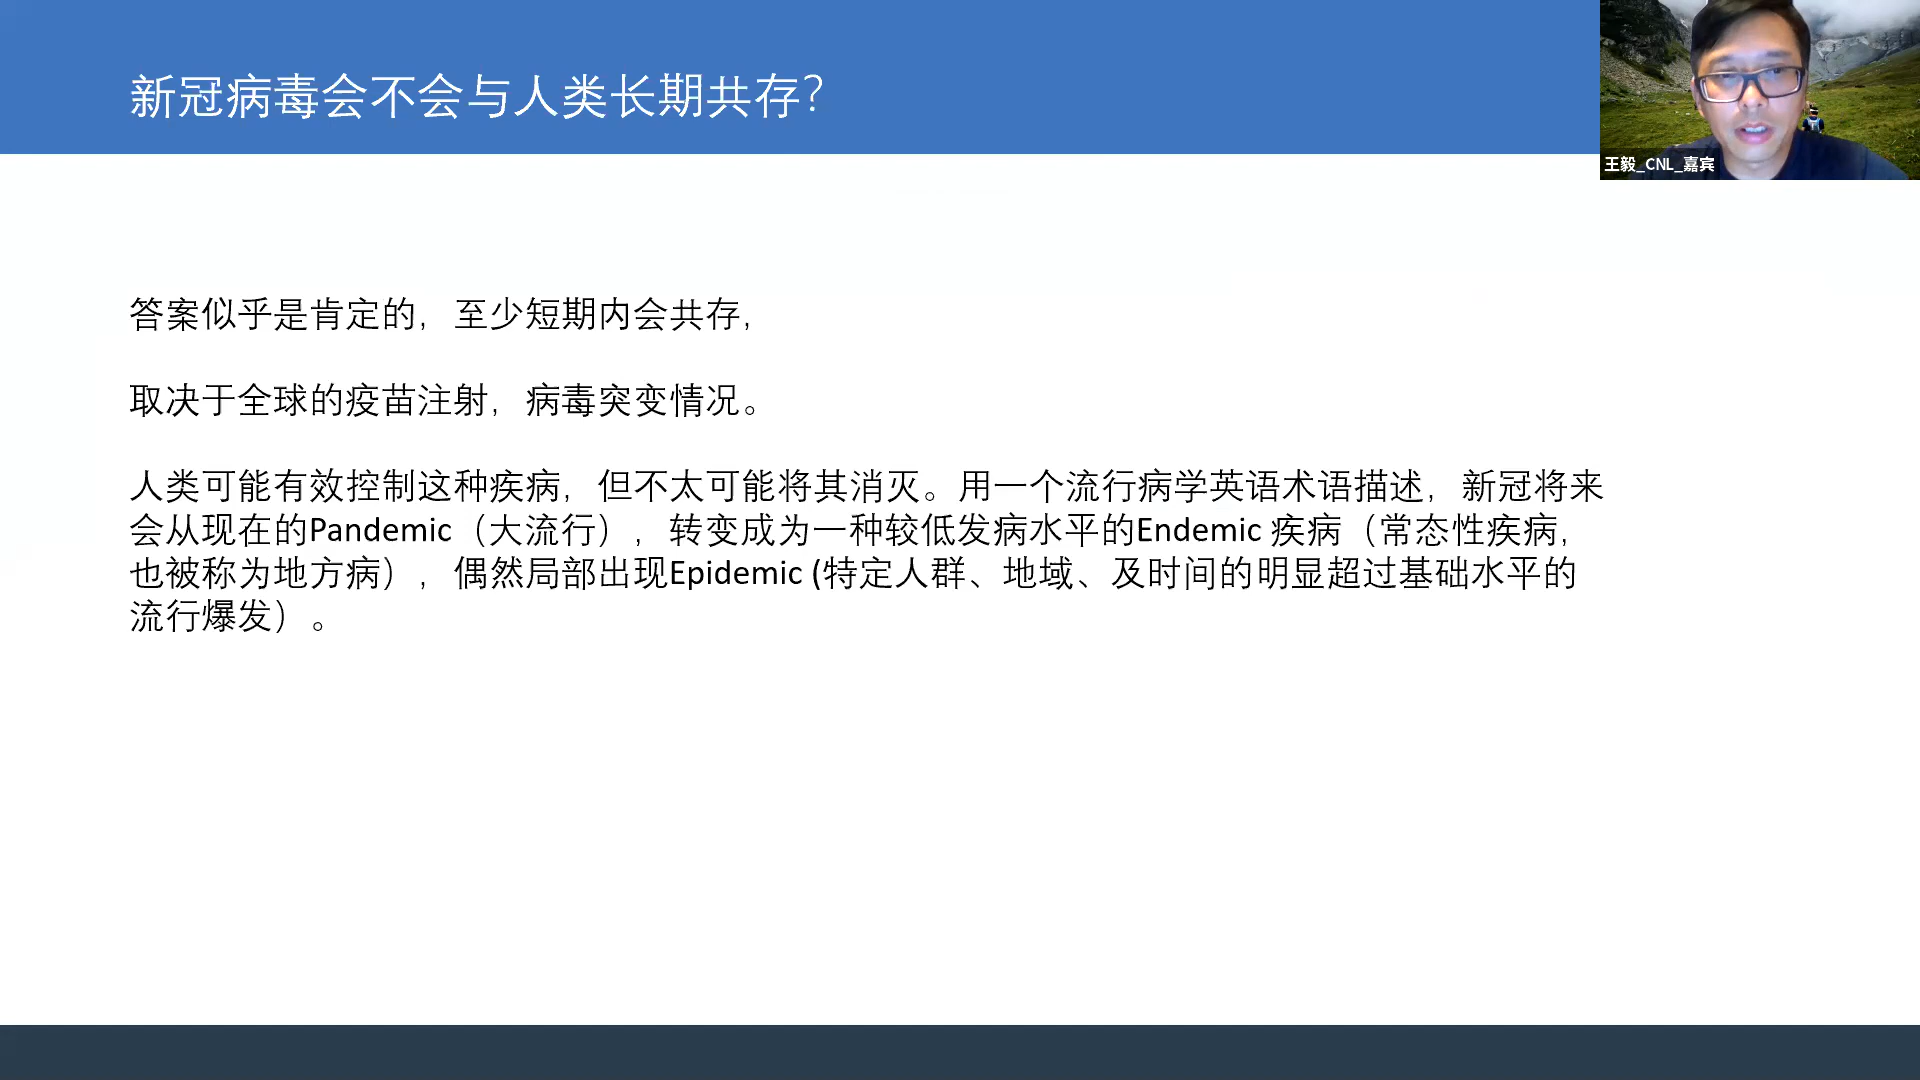 新冠病毒会不会与人类长期共存？
王毅_CNL_嘉宾
答案似乎是肯定的，至少短期内会共存，
取决于全球的疫苗注射，病毒突变情况。
人类可能有效控制这种疾病，但不太可能将其消灭。用一个流行病学英语术语描述，新冠将来
会从现在的Pandemic（大流行），转变成为一种较低发病水平的Endemic 疾病（常态性疾病，
也被称为地方病），偶然局部出现Epidemic (特定人群、地域、及时间的明显超过基础水平的
流行爆发）。